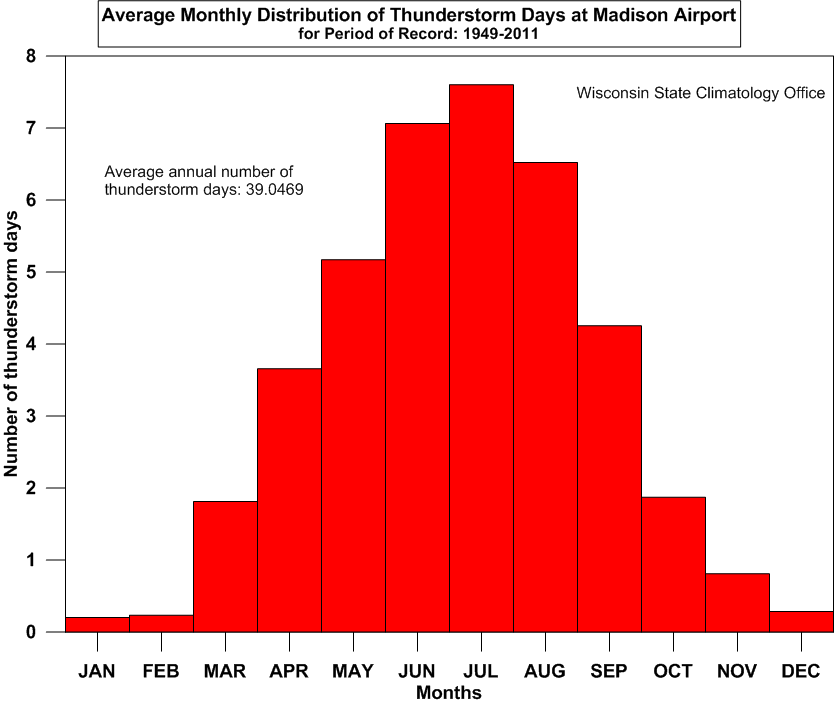 Average Monthly Distribution of Thunderstorm Days at Madison Airport
for Period of Record: 1949-2011
Wisconsin State Climatology Office
Average annual number of
thunderstorm days: 39.0469
Number of thunderstorm days
8
7
6
5
4
3
2
1
0
JAN FEB MAR APR MAY JUN JUL AUG SEP OCT NOV DEC
Months